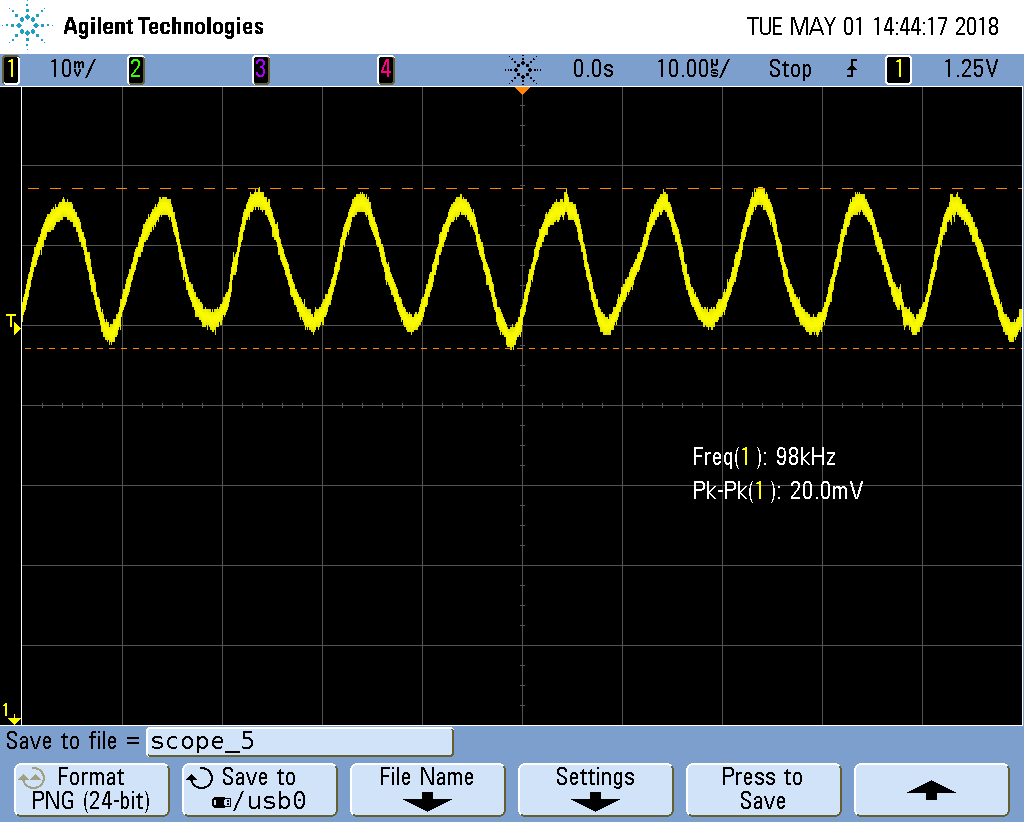 Agilent Technologies TUE MAY 01 14:44:17 2018
1 10mV/ 2 3 4 0.0s 10.00µs/ Stop 1 1.25V
T
Freq(1): 98kHz
Pk-Pk(1): 20.0mV
1
Save to file = scope_5
Format Save to File Name Settings Press to
PNG (24-bit) /usb0 Save